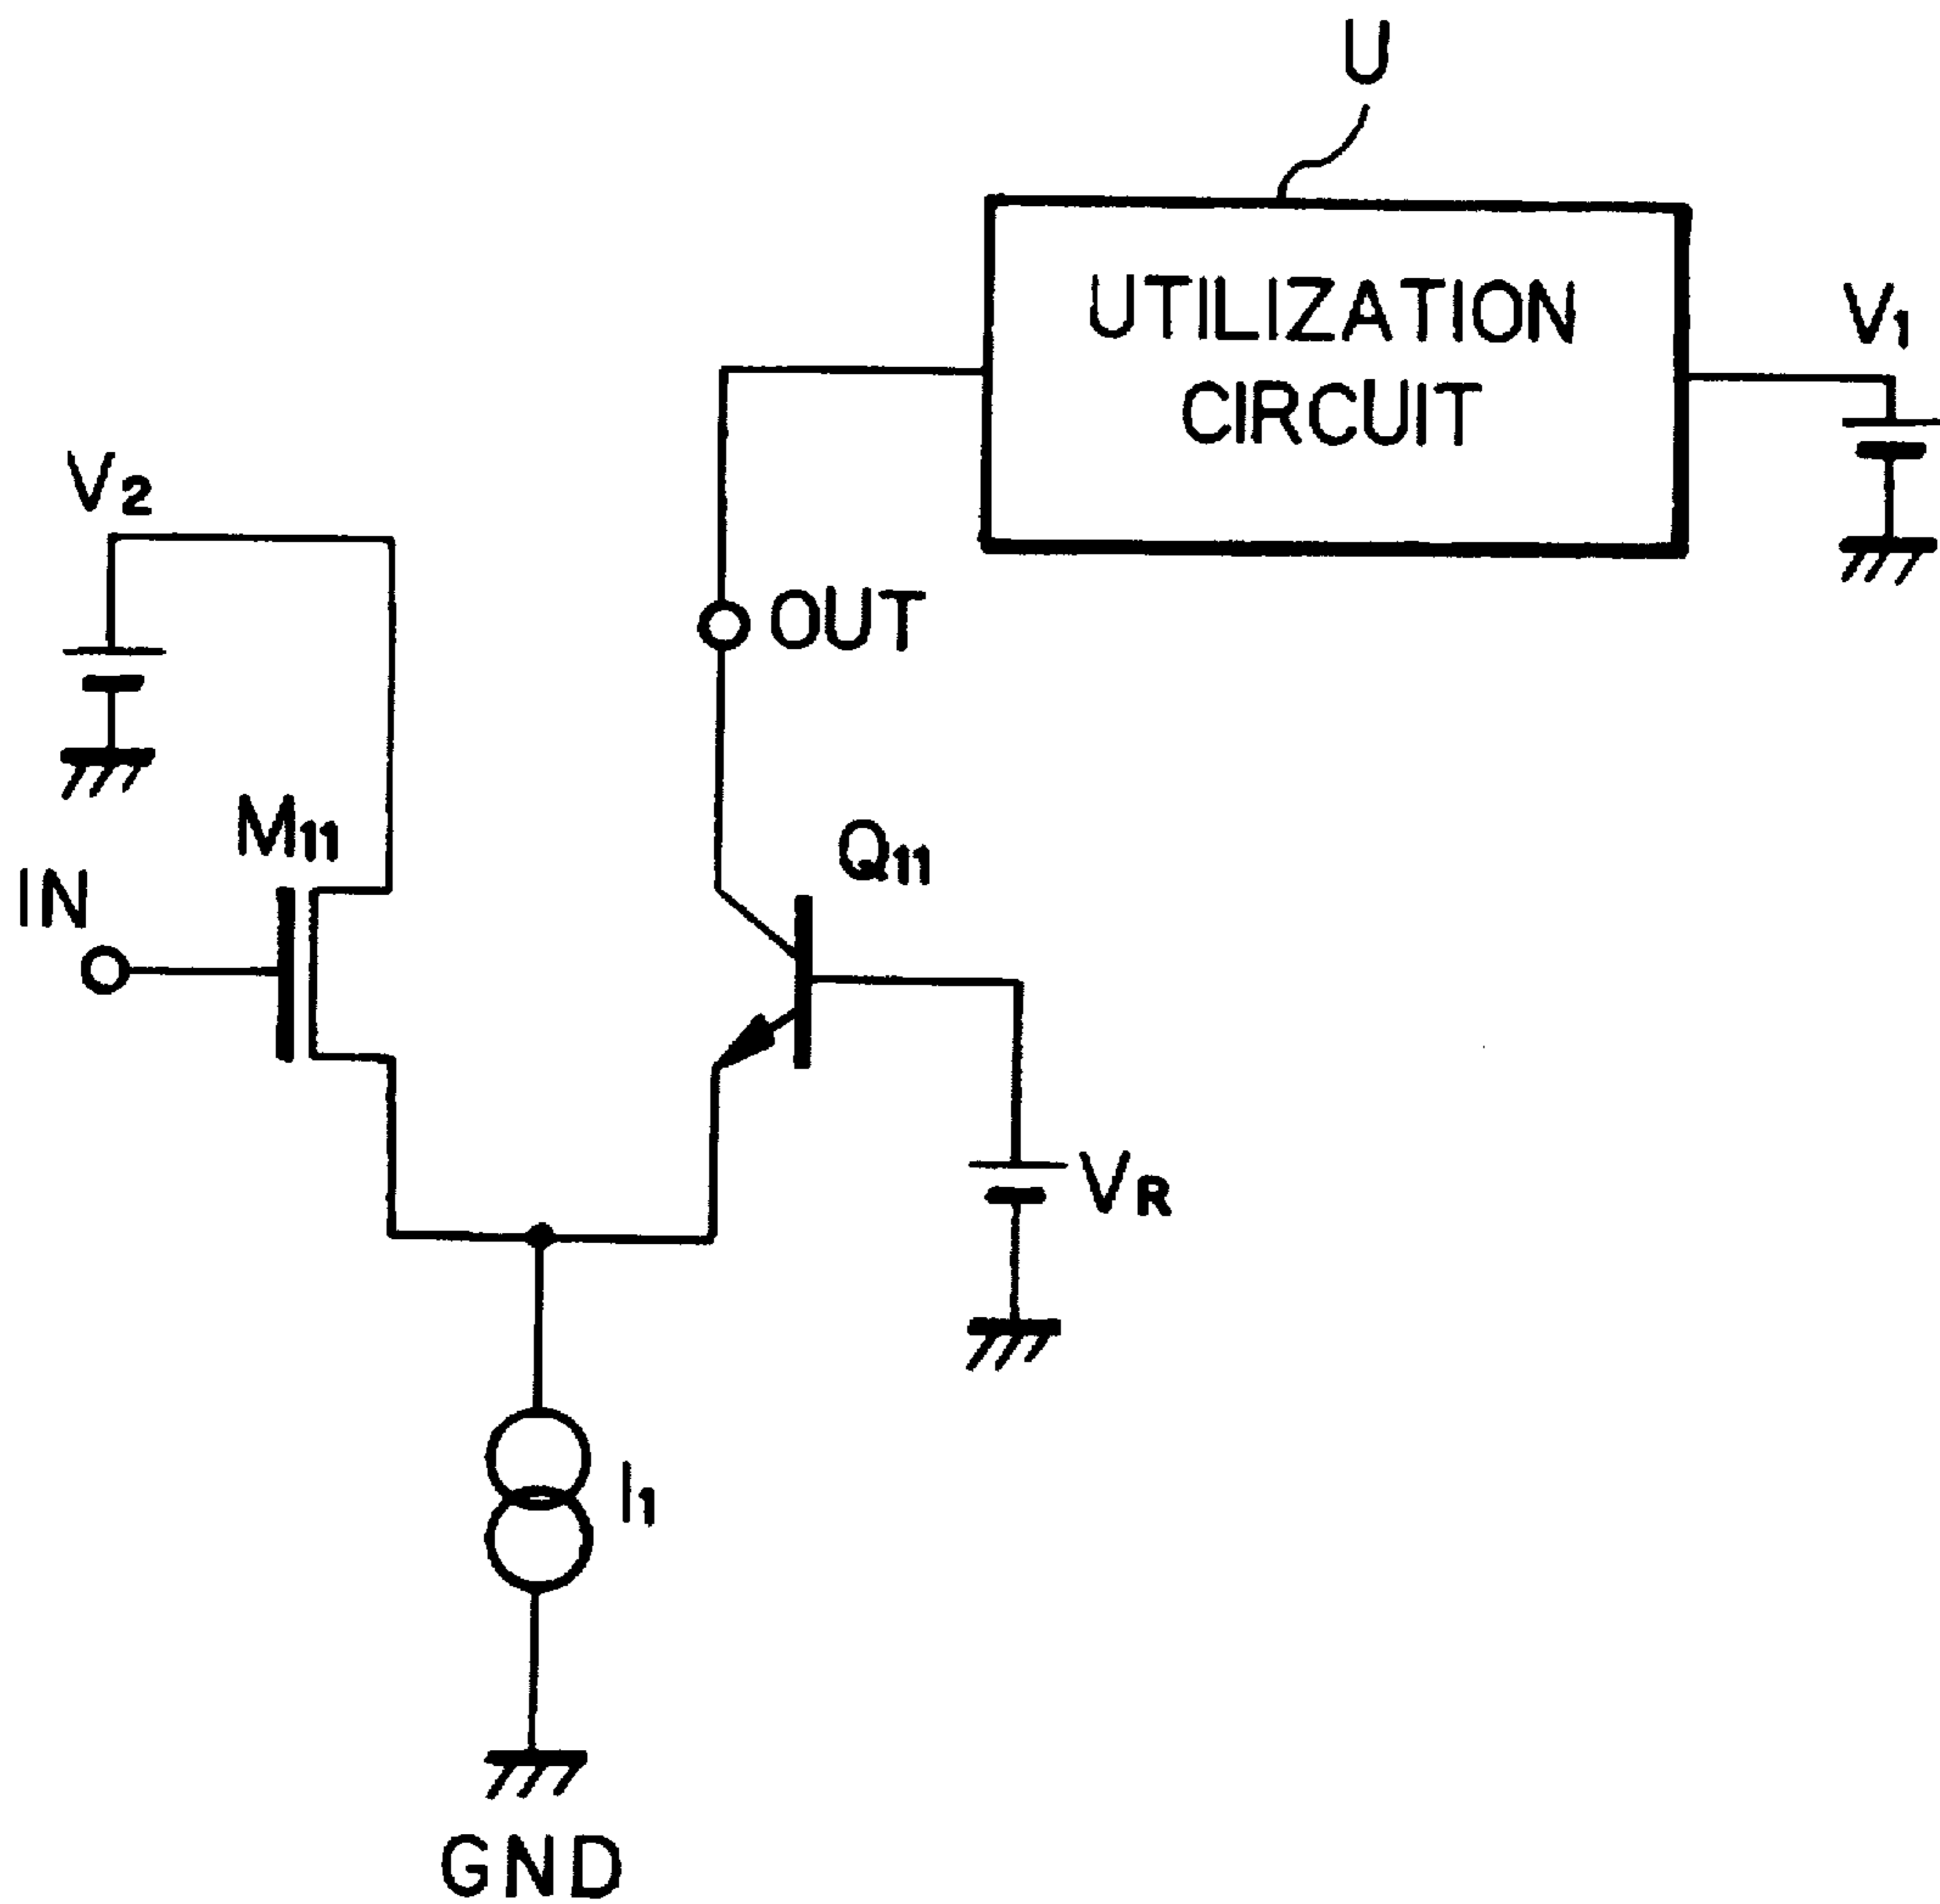 U
UTILIZATION
CIRCUIT
V1
V2
OUT
M11
Q11
IN
VR
I1
GND